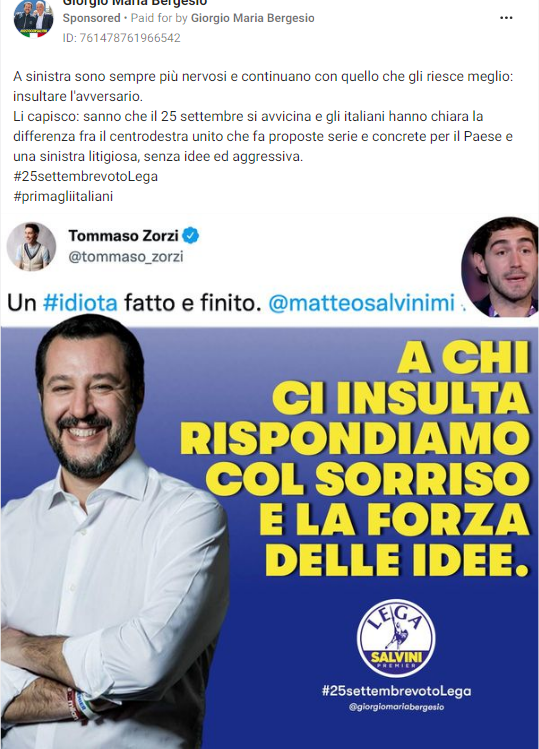 Giorgio Maria Bergesio
Sponsored • Paid for by Giorgio Maria Bergesio
ID: 761478761966542
A sinistra sono sempre più nervosi e continuano con quello che gli riesce meglio:
insultare l'avversario.
Li capisco: sanno che il 25 settembre si avvicina e gli italiani hanno chiara la
differenza fra il centrodestra unito che fa proposte serie e concrete per il Paese e
una sinistra litigiosa, senza idee ed aggressiva.
#25settembrevotoLega
#primagliitaliani
Tommaso Zorzi
@tommaso_zorzi
Un #idiota fatto e finito. @matteosalvinimi
A CHI
CI INSULTA
RISPONDIAMO
COL SORRISO
E LA FORZA
DELLE IDEE.
LEGA
SALVINI
PREMIER
#25settembrevotoLega
@giorgiomariabergesio